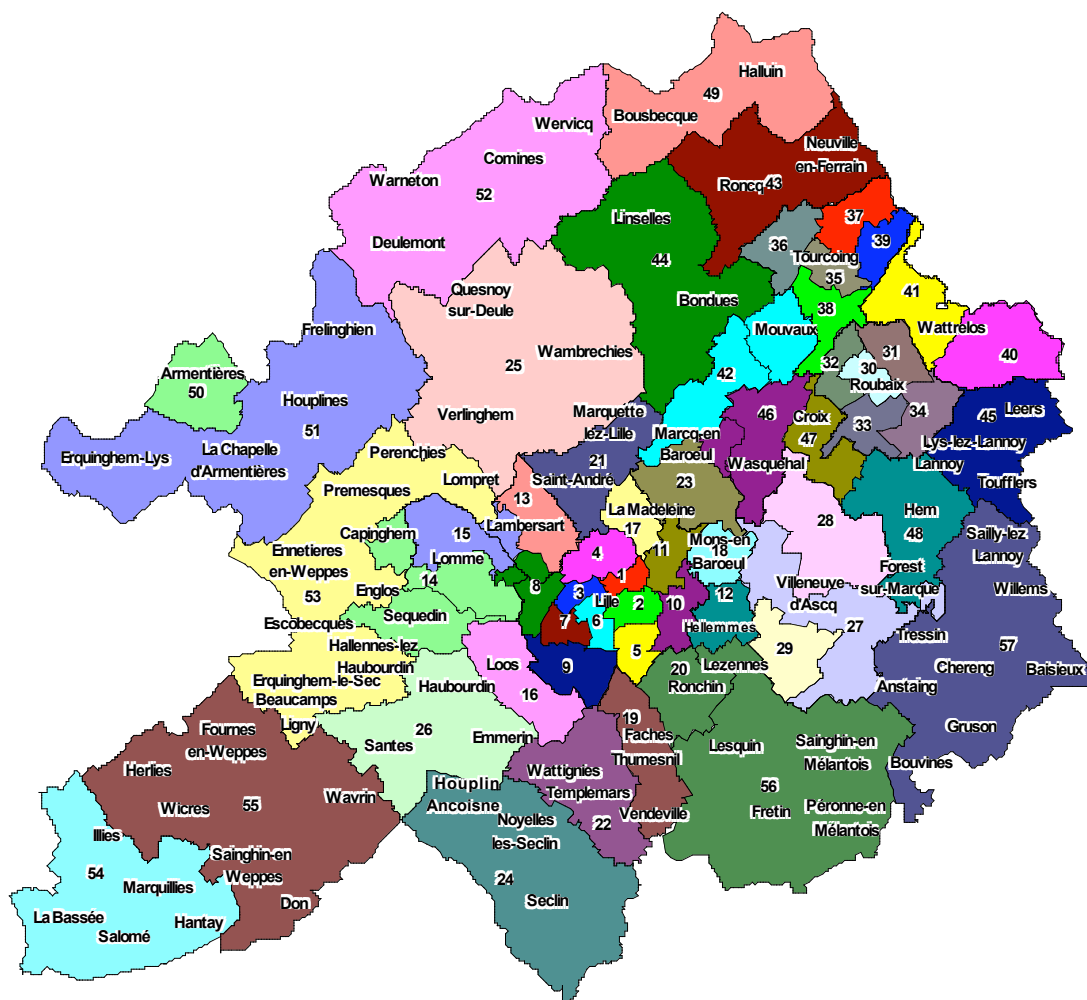 Halluin
49
Bousbecque
Wervicq
Neuville
en-Ferrain
Comines
Warneton
52
Roncq
43
Linselles
37
Deulemont
36
39
Tourcoing
44
35
Quesnoy
sur-Deule
41
Bondues
38
Frelinghien
Mouvaux
Wattrelos
Wambrechies
31
40
25
32
30
Armentières
50
42
Roubaix
Houplines
Verlinghem
Marquette
lez-Lille
46
Croix
34
45
Leers
51
33
Marcq-en
Baroeul
47
Lys-lez-Lannoy
La Chapelle
d'Armentières
Erquinghem-Lys
Perenchies
21
Wasquehal
Lannoy
Lompret
Saint-André
23
Toufflers
Premesques
13
La Madeleine
Hem
Capinghem
15
Lambersart
17
28
48
Sailly-lez
Lannoy
Ennetieres
en-Weppes
Lomme
4
11
Mons-en
18
Baroeul
Forest
sur-Marque
14
1
Villeneuve
d'Ascq
Willems
Englos
8
3
Lille
2
10
12
53
Sequedin
7
6
Hellemmes
27
Escobecques
Tressin
57
Hallennes-lez
Haubourdin
Loos
9
5
20
Lezennes
29
Chereng
Baisieux
Erquinghem-le-Sec
Haubourdin
Ronchin
Anstaing
Beaucamps
16
Ligny
19
Gruson
Fournes
en-Weppes
26
Emmerin
Faches
Thumesnil
Lesquin
Sainghin-en
Mélantois
Santes
Bouvines
Herlies
Wattignies
Houplin
Ancoisne
Templemars
56
Wavrin
Wicres
55
Vendeville
Fretin
Péronne-en
Mélantois
Noyelles
les-Seclin
22
Illies
54
Sainghin-en
Weppes
24
Marquillies
Seclin
La Bassée
Don
Hantay
Salomé